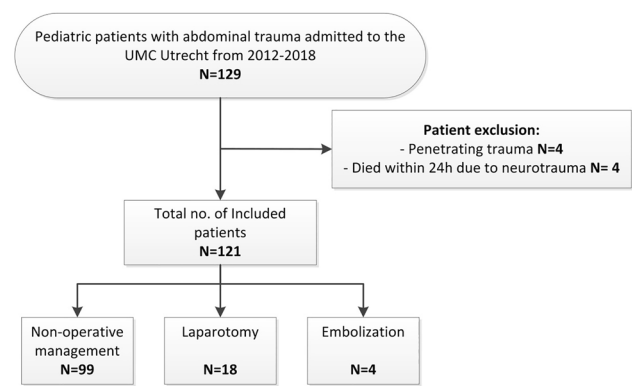 Pediatric patients with abdominal trauma admitted to the
UMC Utrecht from 2012-2018
N=129
Patient exclusion:
- Penetrating trauma N=4
- Died within 24h due to neurotrauma N= 4
Total no. of Included
patients
N=121
Non-operative
management
N=99
Laparotomy
N=18
Embolization
N=4